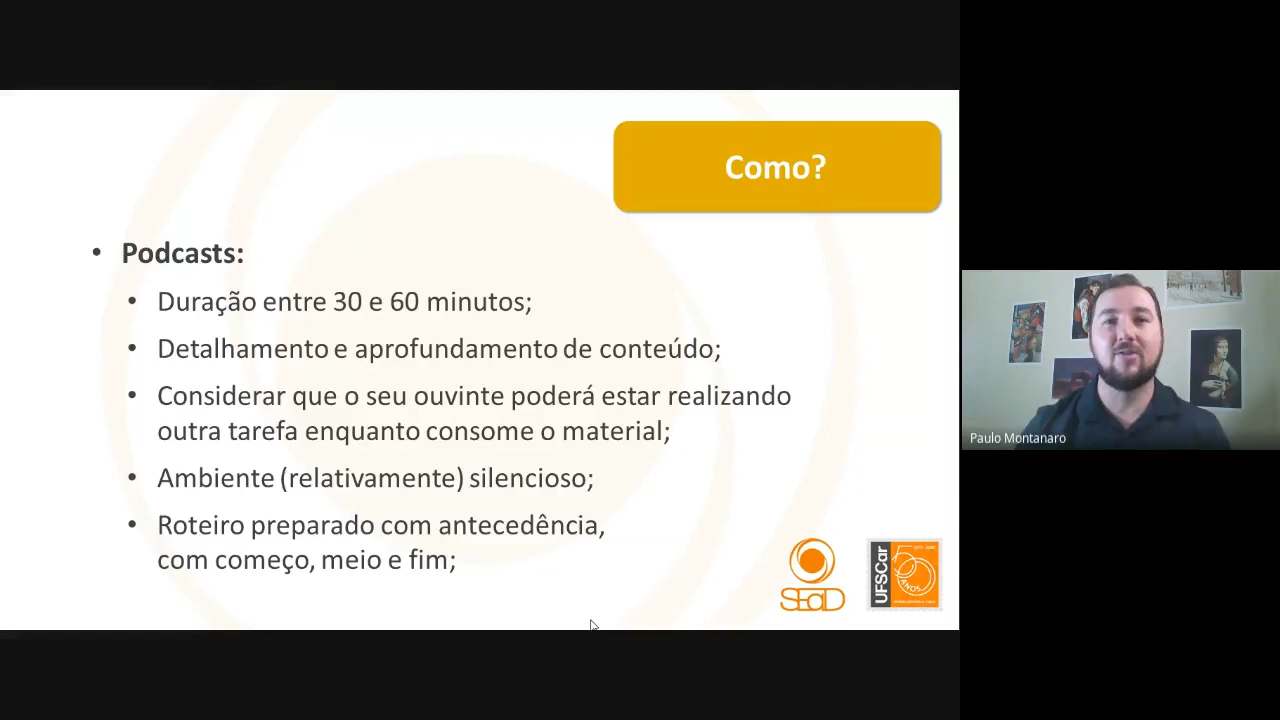 Como?
• Podcasts:
• Duração entre 30 e 60 minutos;
• Detalhamento e aprofundamento de conteúdo;
• Considerar que o seu ouvinte poderá estar realizando
outra tarefa enquanto consome o material;
• Ambiente (relativamente) silencioso;
• Roteiro preparado com antecedência,
com começo, meio e fim;
SEaD
UFSCar
50
ANOS
Paulo Montanaro